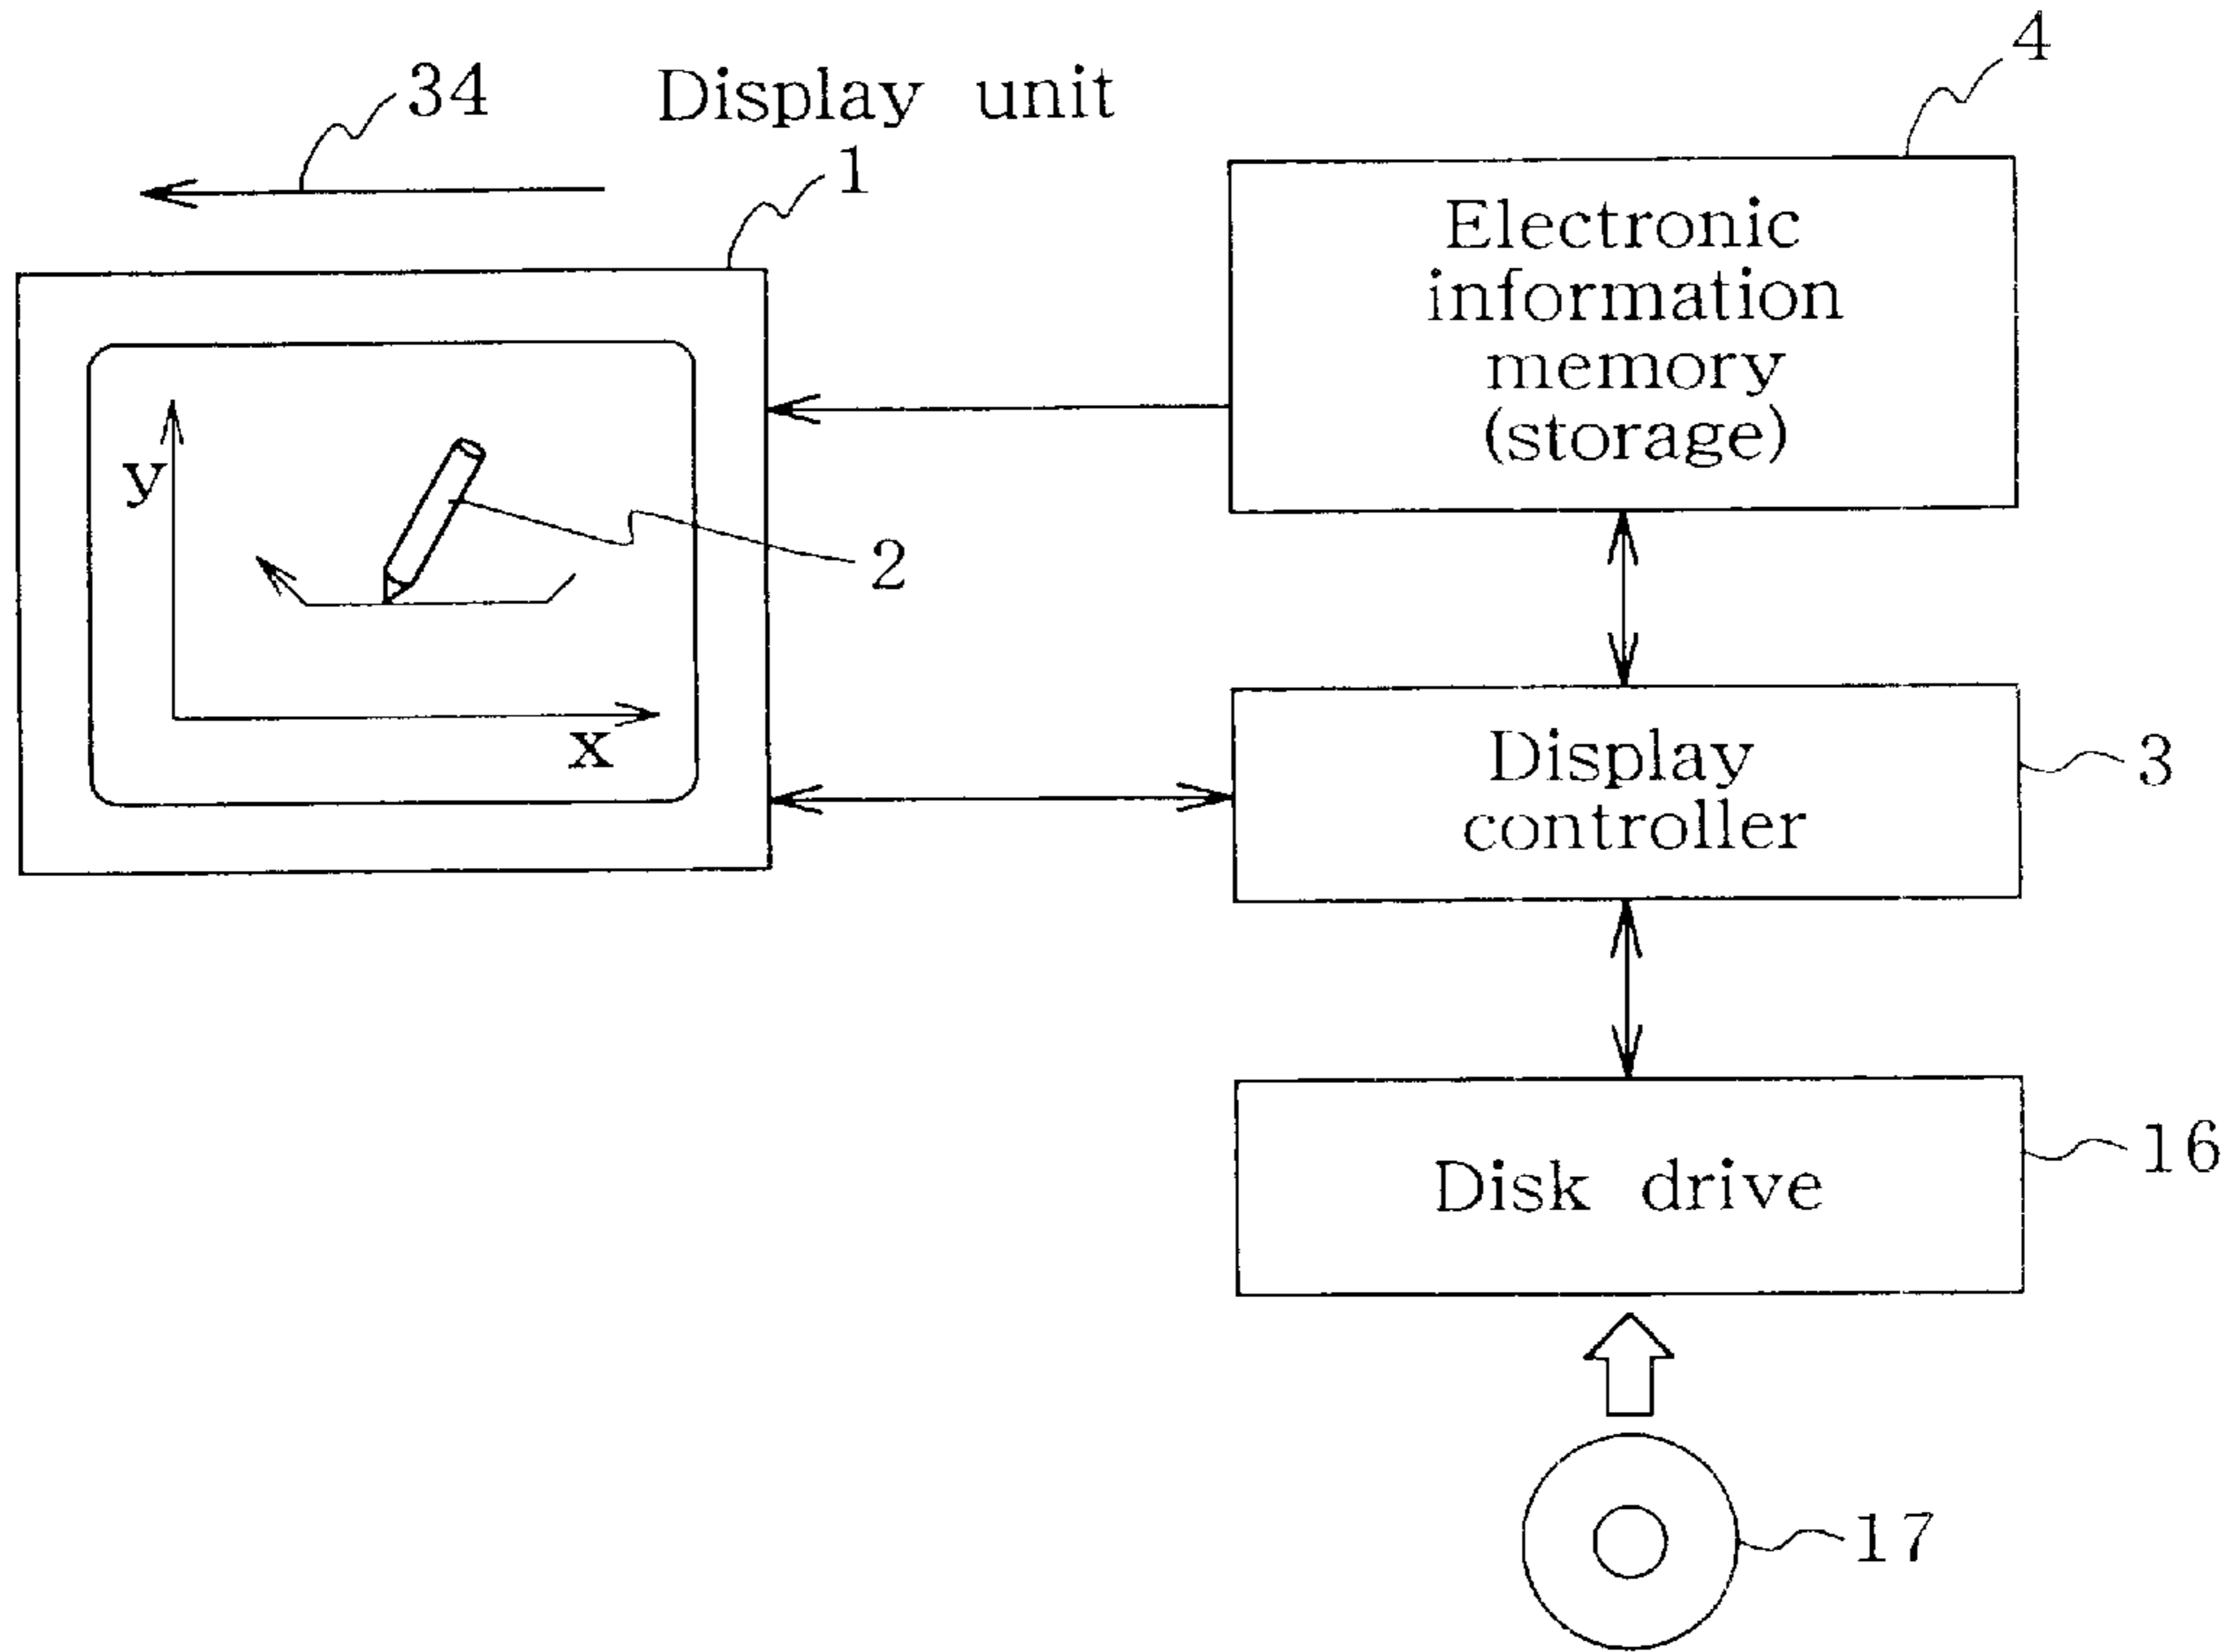 34
Display unit
1
4
Electronic
information
memory
(storage)
y
2
x
Display
controller
3
Disk drive
16
17